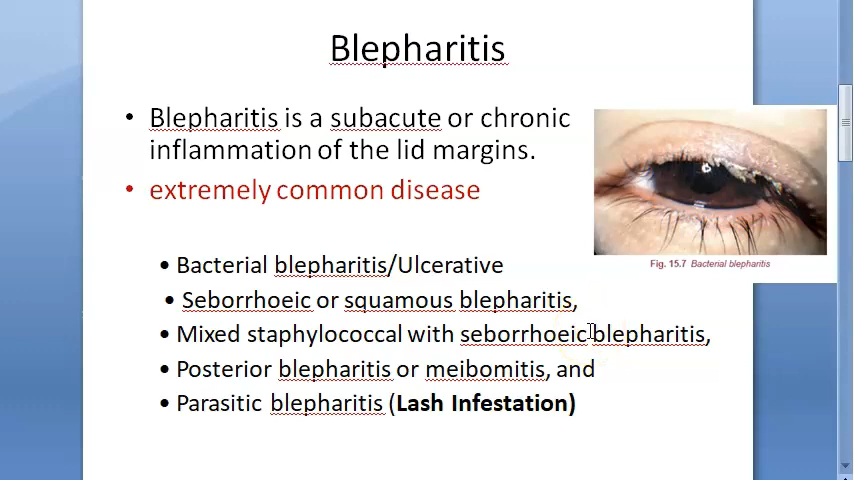 Blepharitis
• Blepharitis is a subacute or chronic
inflammation of the lid margins.
• extremely common disease
• Bacterial blepharitis/Ulcerative
• Seborrhoeic or squamous blepharitis,
• Mixed staphylococcal with seborrhoeic blepharitis,
• Posterior blepharitis or meibomitis, and
• Parasitic blepharitis (Lash Infestation)
Fig. 15.7 Bacterial blepharitis